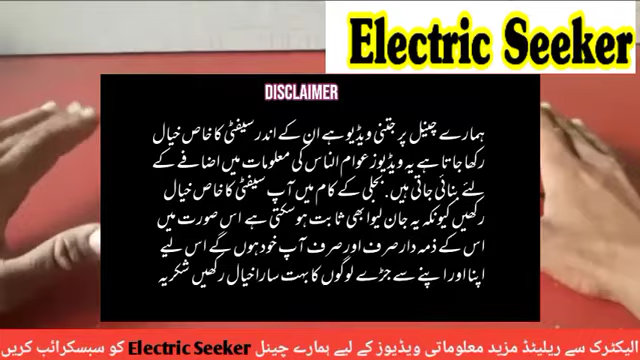 Electric Seeker
DISCLAIMER
ہمارے چینل پر جتنی ویڈیو ہے ان کے اندر سیفٹی کا خاص خیال
رکھا جاتا ہے یہ ویڈیوز عوام الناس کی معلومات میں اضافے کے
لئے بنائی جاتی ہیں. بجلی کے کام میں آپ سیفٹی کا خاص خیال
رکھیں کیونکہ یہ جان لیوا بھی ثابت ہو سکتی ہے اس صورت میں
اس کے ذمہ دار صرف اور صرف آپ خود ہوں گے اس لیے
اپنا اور اپنے سے جڑے لوگوں کا بہت سارا خیال رکھیں شکریہ
الیکٹرک سے ریلیٹڈ مزید معلوماتی ویڈیوز کے لیے ہمارے چینل Electric Seeker کو سبسکرائب کریں